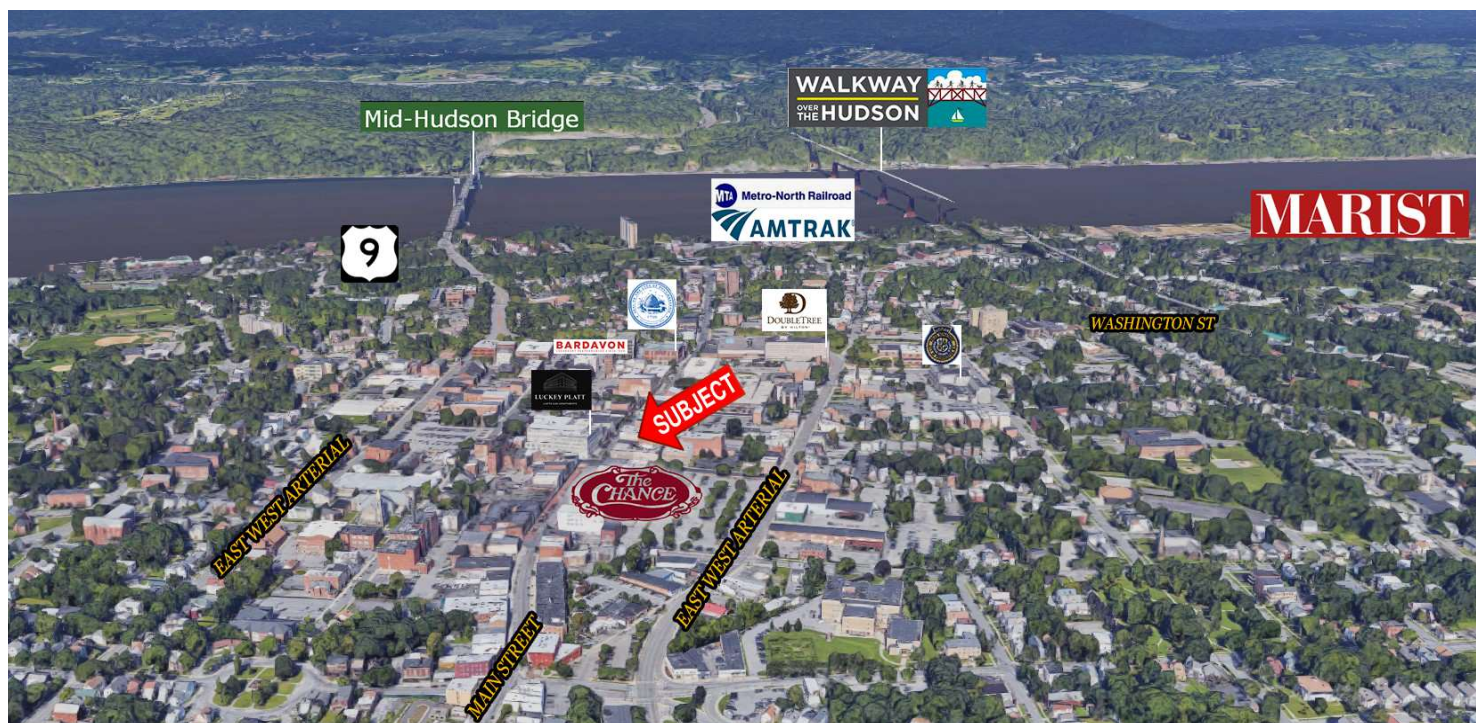 WALKWAY
OVER
THE HUDSON
Mid-Hudson Bridge
MTA Metro-North Railroad
AMTRAK
MARIST
9
DOUBLETREE
BY HILTON
WASHINGTON ST
BARDAVON
LUCKEY PLATT
SUBJECT
EAST WEST ARTERIAL
The
CHANCE
EAST WEST ARTERIAL
MAIN STREET